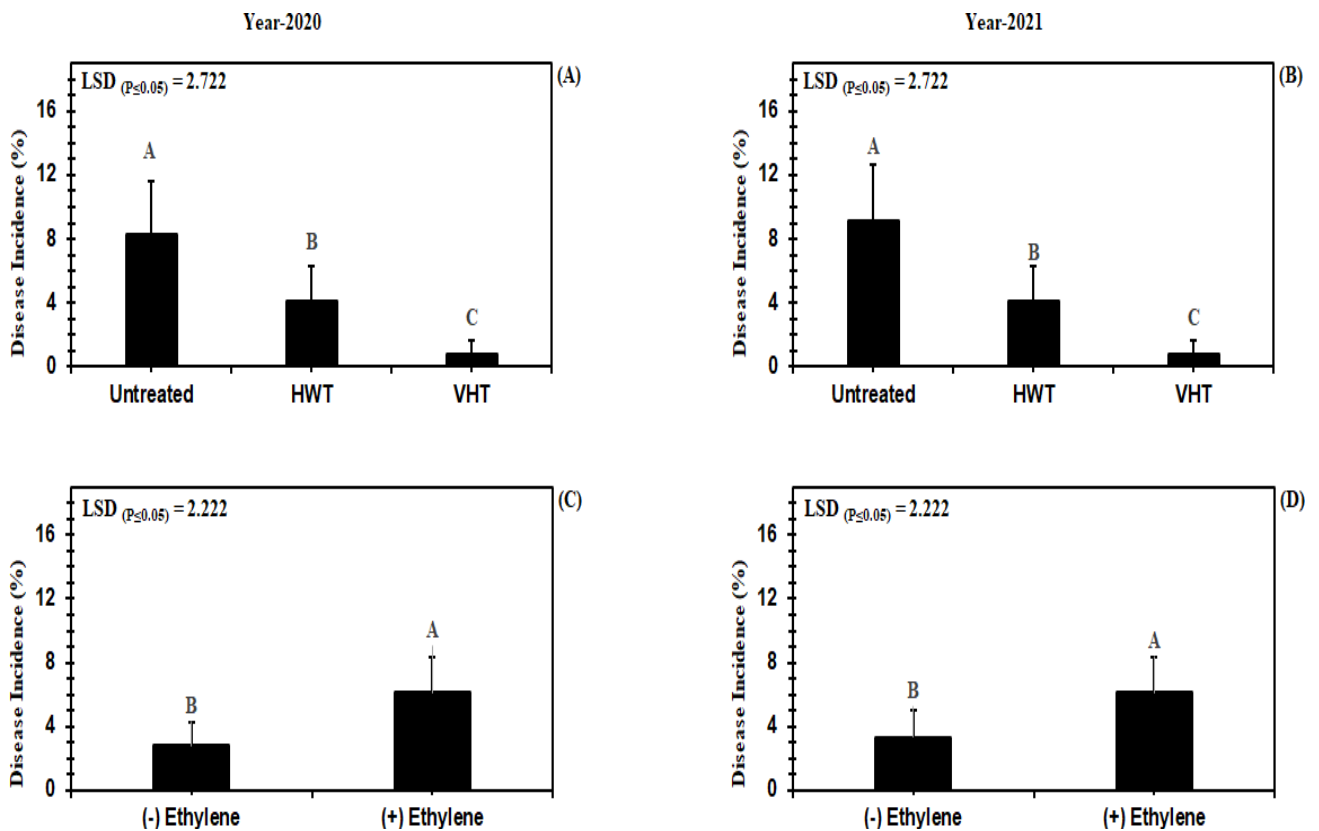 Year-2020
Year-2021
LSD (P≤0.05) = 2.722
(A)
Disease Incidence (%)
16
12
8
4
0
A
B
C
Untreated HWT VHT
LSD (P≤0.05) = 2.722
(B)
Disease Incidence (%)
16
12
8
4
0
A
B
C
Untreated HWT VHT
LSD (P≤0.05) = 2.222
(C)
Disease Incidence (%)
16
12
8
4
0
B
A
(-) Ethylene (+) Ethylene
LSD (P≤0.05) = 2.222
(D)
Disease Incidence (%)
16
12
8
4
0
B
A
(-) Ethylene (+) Ethylene